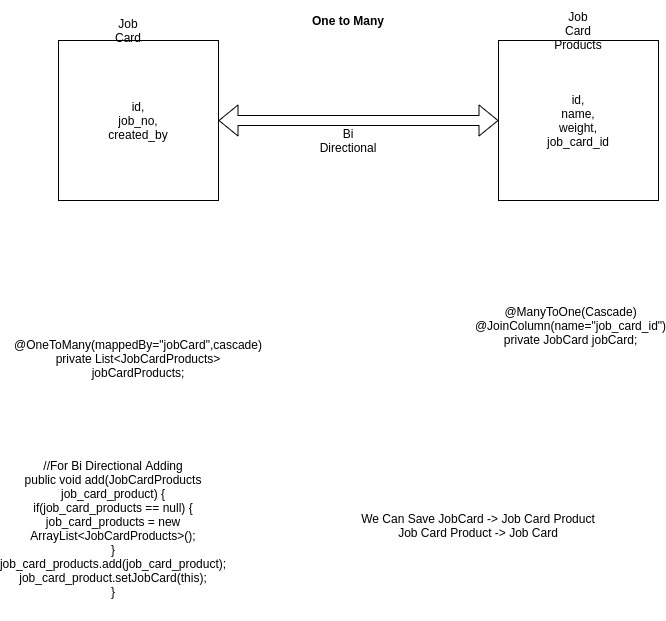 Job
Card
One to Many
Job
Card
Products
id,
job_no,
created_by
Bi
Directional
id,
name,
weight,
job_card_id
@OneToMany(mappedBy="jobCard",cascade)
private List<JobCardProducts>
jobCardProducts;
@ManyToOne(Cascade)
@JoinColumn(name="job_card_id")
private JobCard jobCard;
//For Bi Directional Adding
public void add(JobCardProducts
job_card_product) {
if(job_card_products == null) {
job_card_products = new
ArrayList<JobCardProducts>();
}
job_card_products.add(job_card_product);
job_card_product.setJobCard(this);
}
We Can Save JobCard -> Job Card Product
Job Card Product -> Job Card